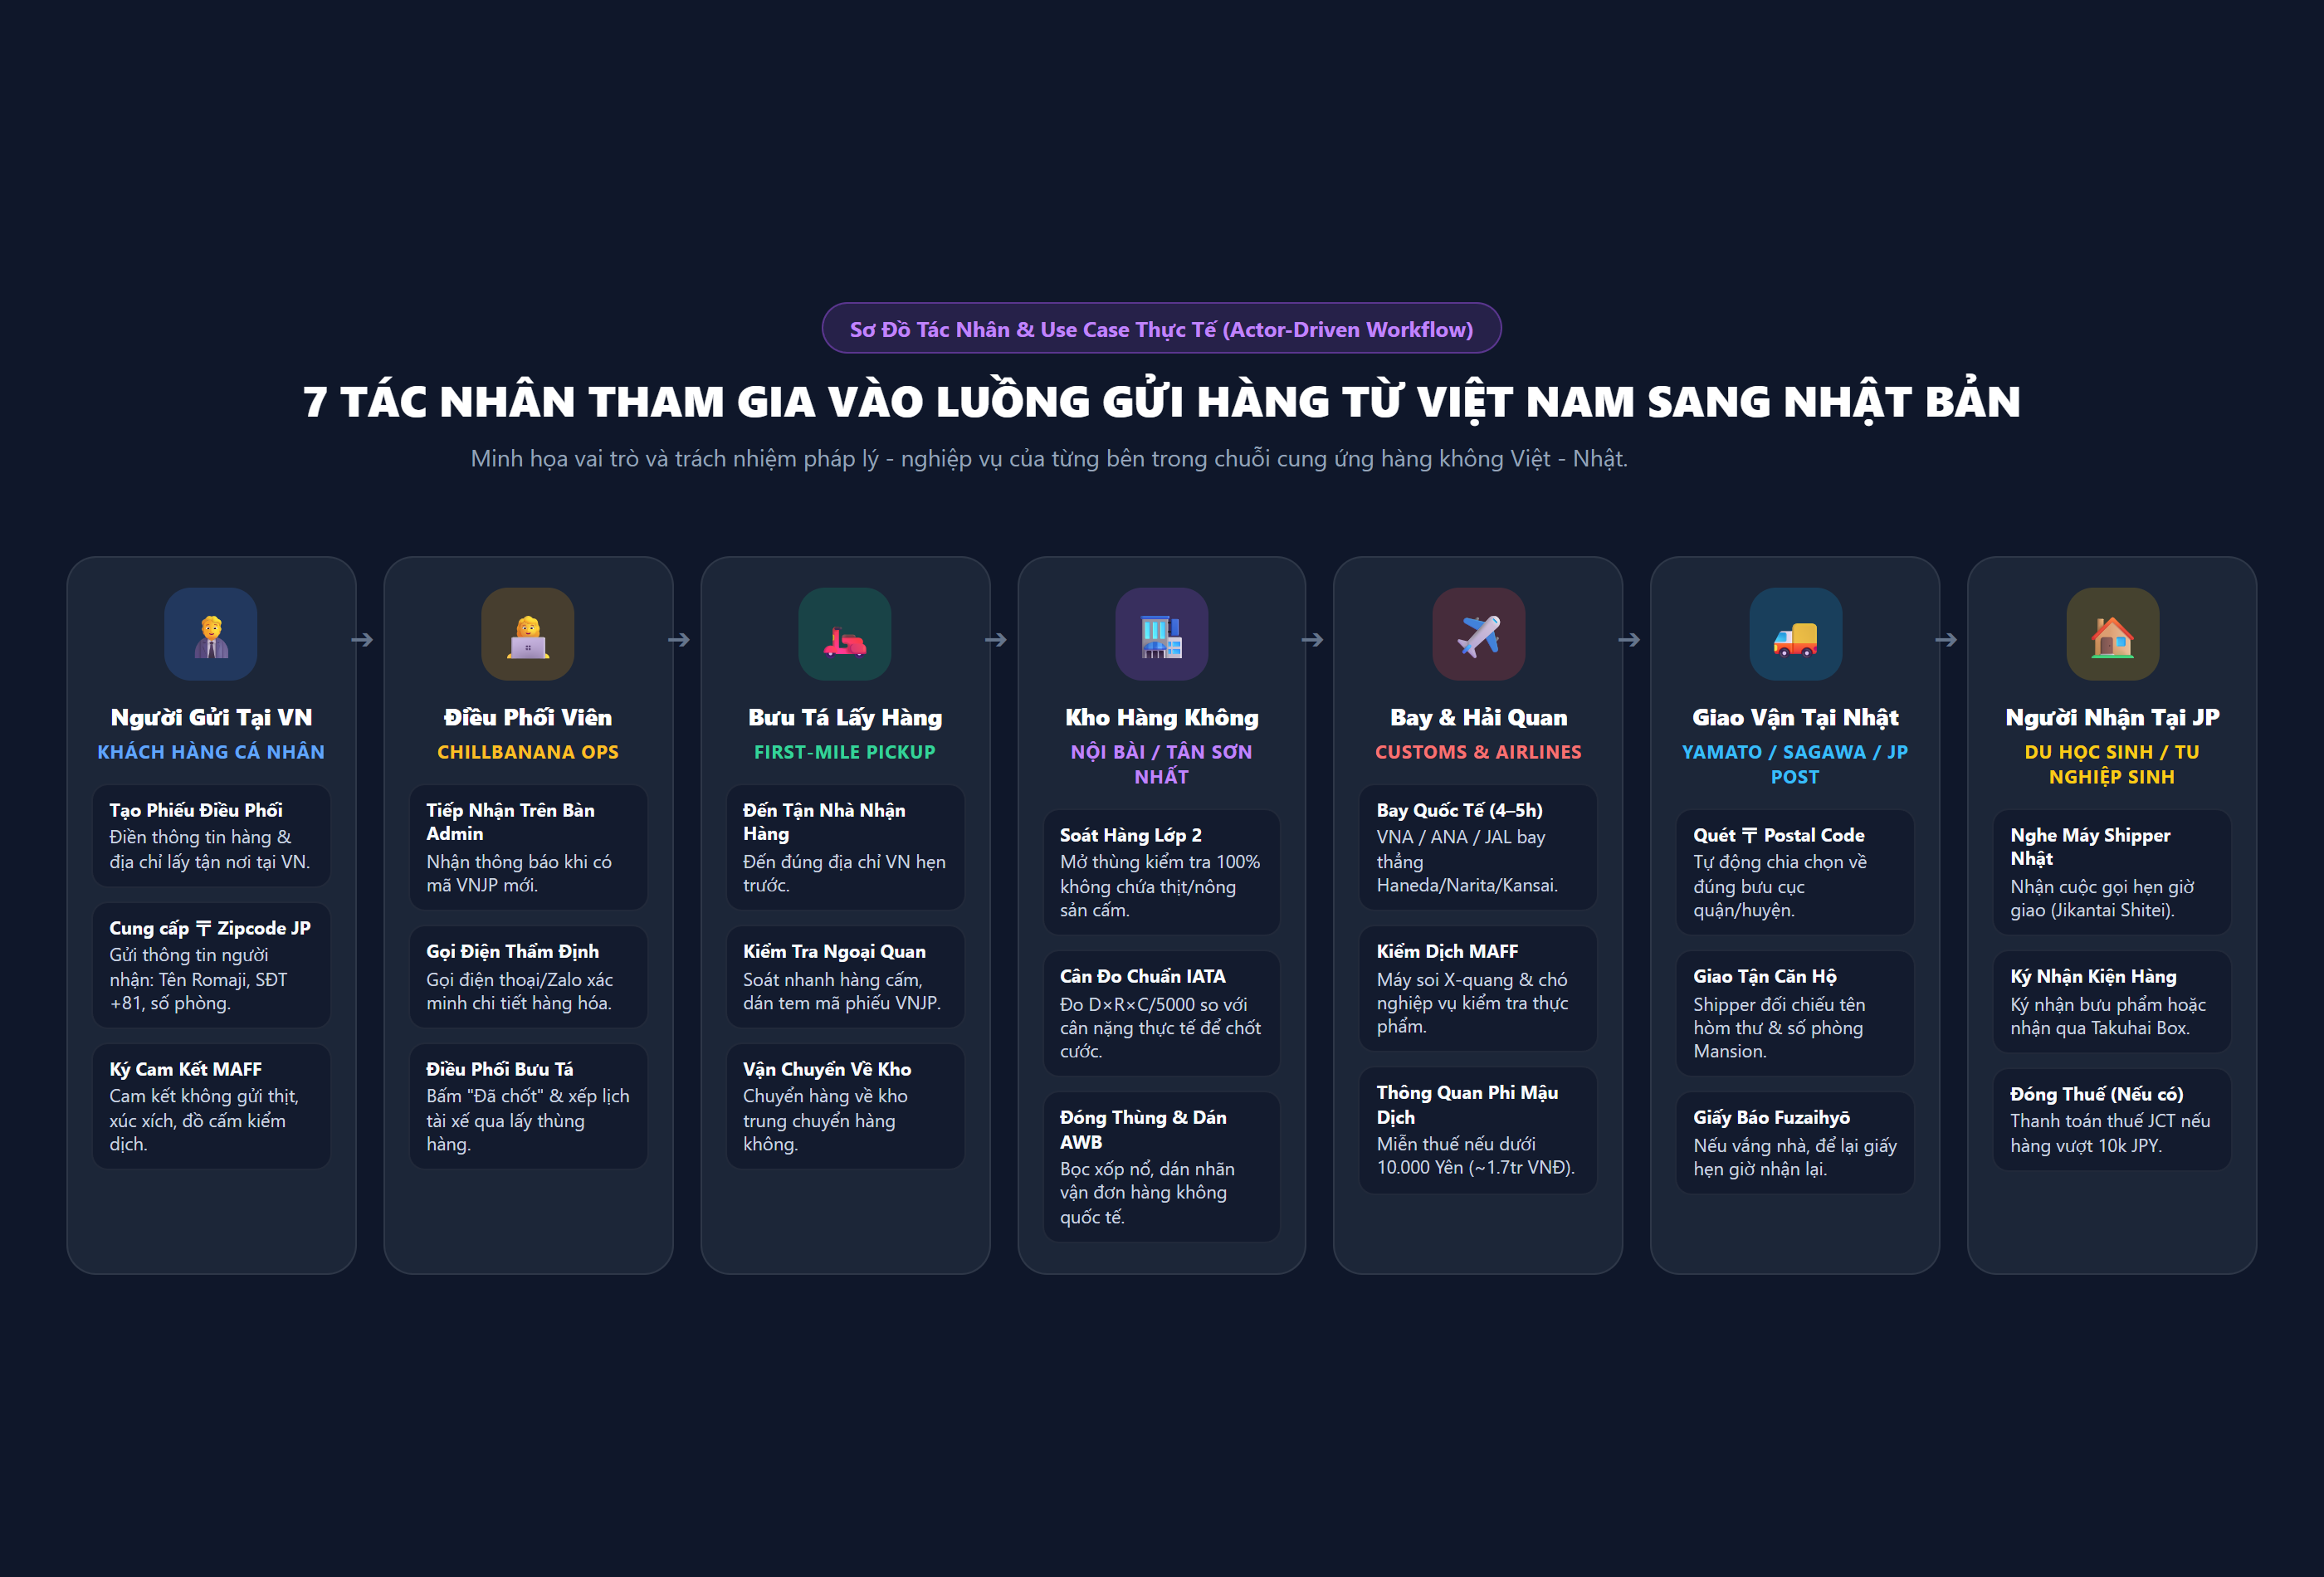 Sơ Đồ Tác Nhân & Use Case Thực Tế (Actor-Driven Workflow)
7 TÁC NHÂN THAM GIA VÀO LUỒNG GỬI HÀNG TỪ VIỆT NAM SANG NHẬT BẢN
Minh họa vai trò và trách nhiệm pháp lý - nghiệp vụ của từng bên trong chuỗi cung ứng hàng không Việt - Nhật.
Người Gửi Tại VN
KHÁCH HÀNG CÁ NHÂN
Tạo Phiếu Điều Phối
Điền thông tin hàng &
địa chỉ lấy tận nơi tại VN.
Cung cấp 〒 Zipcode JP
Gửi thông tin người
nhận: Tên Romaji, SĐT
+81, số phòng.
Ký Cam Kết MAFF
Cam kết không gửi thịt,
xúc xích, đồ cấm kiểm
dịch.
➔
Điều Phối Viên
CHILLBANANA OPS
Tiếp Nhận Trên Bàn
Admin
Nhận thông báo khi có
mã VNJP mới.
Gọi Điện Thẩm Định
Gọi điện thoại/Zalo xác
minh chi tiết hàng hóa.
Điều Phối Bưu Tá
Bấm "Đã chốt" & xếp lịch
tài xế qua lấy thùng
hàng.
➔
Bưu Tá Lấy Hàng
FIRST-MILE PICKUP
Đến Tận Nhà Nhận
Hàng
Đến đúng địa chỉ VN hẹn
trước.
Kiểm Tra Ngoại Quan
Soát nhanh hàng cấm,
dán tem mã phiếu VNJP.
Vận Chuyển Về Kho
Chuyển hàng về kho
trung chuyển hàng
không.
➔
Kho Hàng Không
NỘI BÀI / TÂN SƠN
NHẤT
Soát Hàng Lớp 2
Mở thùng kiểm tra 100%
không chứa thịt/nông
sản cấm.
Cân Đo Chuẩn IATA
Đo D×R×C/5000 so với
cân nặng thực tế để chốt
cước.
Đóng Thùng & Dán
AWB
Bọc xốp nổ, dán nhãn
vận đơn hàng không
quốc tế.
➔
Bay & Hải Quan
CUSTOMS & AIRLINES
Bay Quốc Tế (4–5h)
VNA / ANA / JAL bay
thẳng
Haneda/Narita/Kansai.
Kiểm Dịch MAFF
Máy soi X-quang & chó
nghiệp vụ kiểm tra thực
phẩm.
Thông Quan Phi Mậu
Dịch
Miễn thuế nếu dưới
10.000 Yên (~1.7tr VNĐ).
➔
Giao Vận Tại Nhật
YAMATO / SAGAWA / JP
POST
Quét 〒 Postal Code
Tự động chia chọn về
đúng bưu cục
quận/huyện.
Giao Tận Căn Hộ
Shipper đối chiếu tên
hòm thư & số phòng
Mansion.
Giấy Báo Fuzaihyō
Nếu vắng nhà, để lại giấy
hẹn giờ nhận lại.
➔
Người Nhận Tại JP
DU HỌC SINH / TU
NGHIỆP SINH
Nghe Máy Shipper
Nhật
Nhận cuộc gọi hẹn giờ
giao (Jikantai Shitei).
Ký Nhận Kiện Hàng
Ký nhận bưu phẩm hoặc
nhận qua Takuhai Box.
Đóng Thuế (Nếu có)
Thanh toán thuế JCT nếu
hàng vượt 10k JPY.